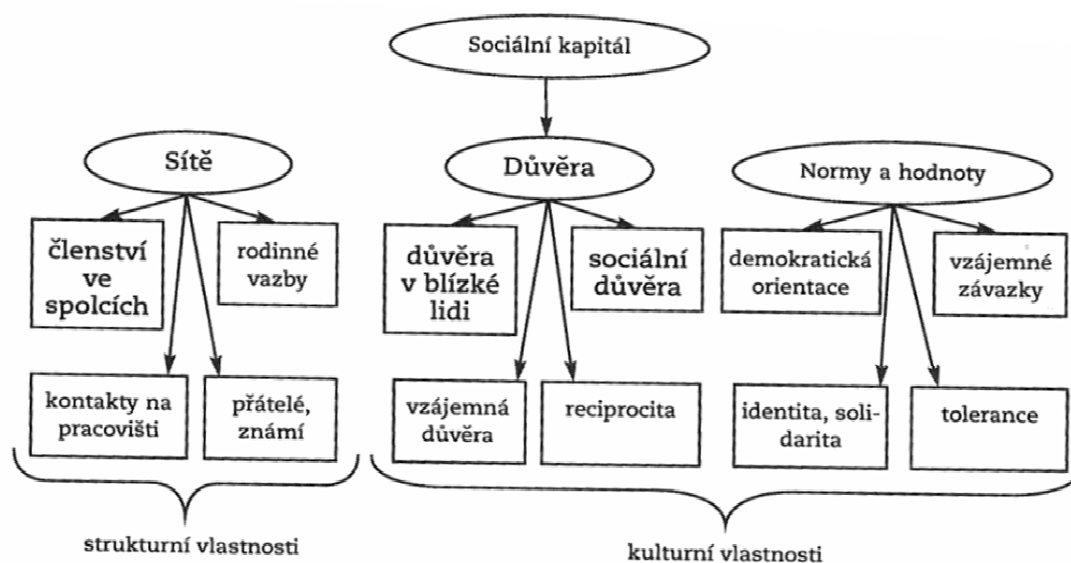 Sociální kapitál
Sítě
Důvěra
Normy a hodnoty
členství
ve
spolcích
rodinné
vazby
důvěra
v blízké
lidi
sociální
důvěra
demokratická
orientace
vzájemné
závazky
kontakty na
pracovišti
přátelé,
známí
vzájemná
důvěra
reciprocita
identita, soli-
darita
tolerance
strukturní vlastnosti
kulturní vlastnosti